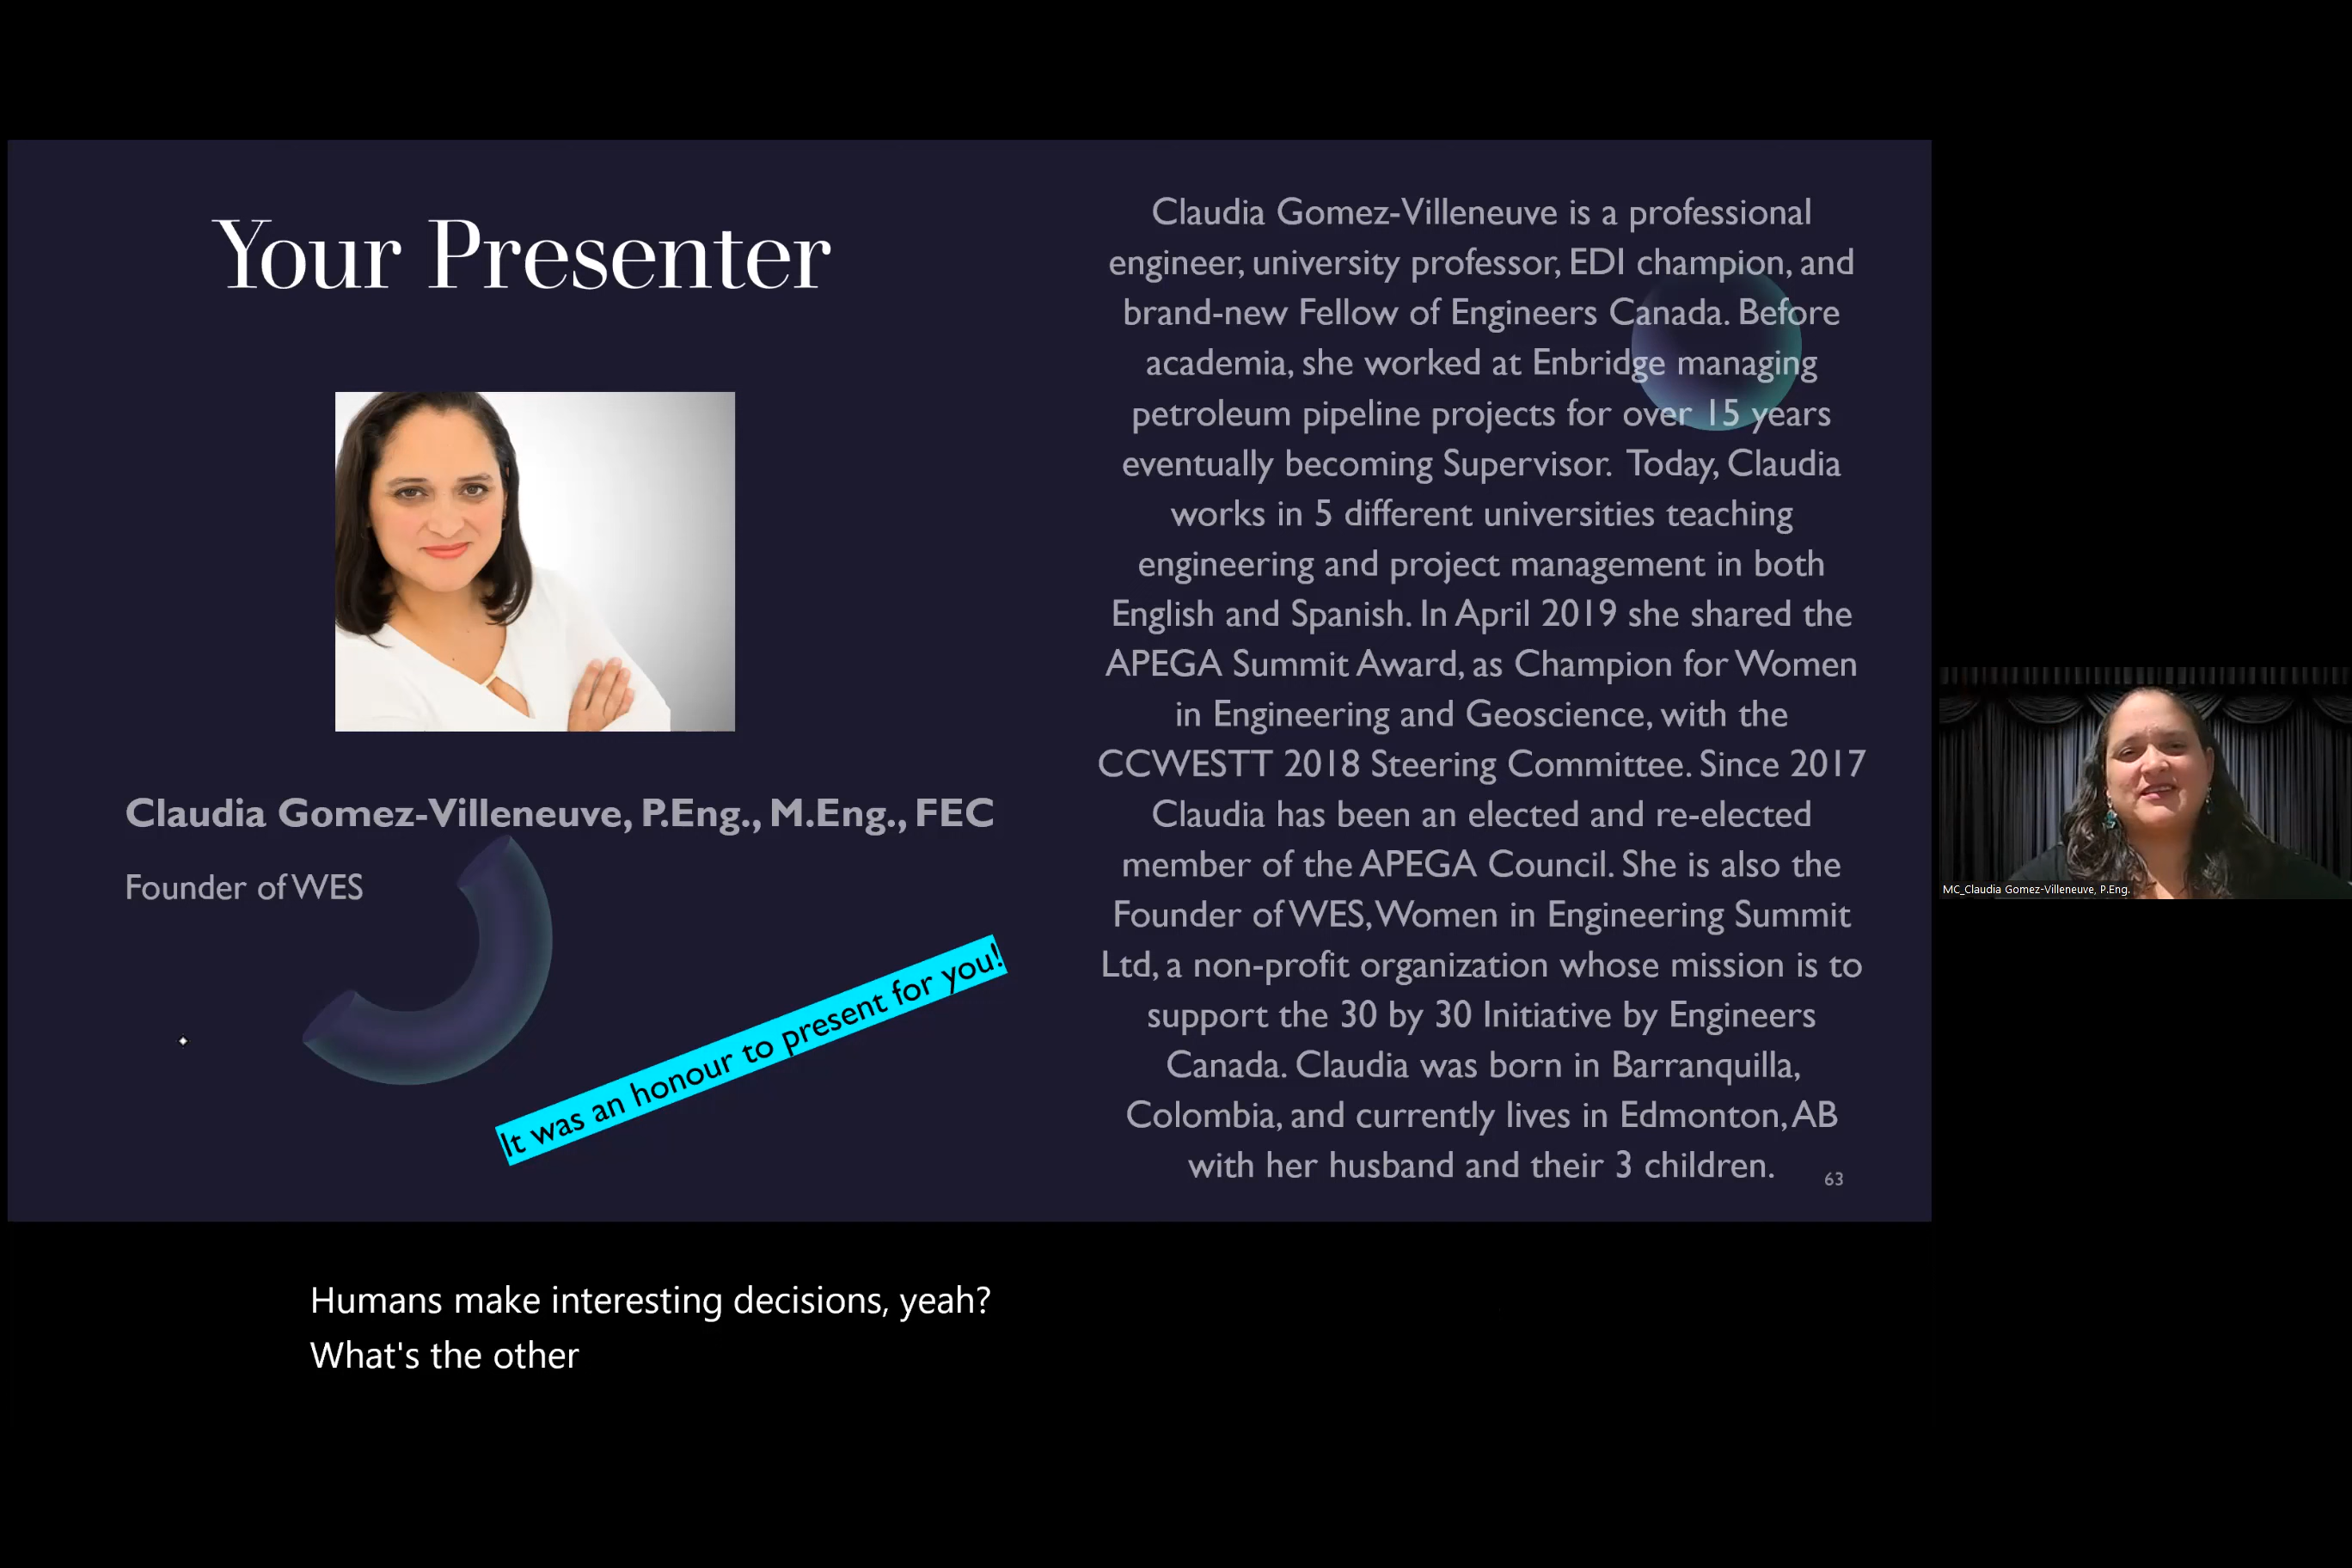 Your Presenter
Claudia Gomez-Villeneuve, P.Eng., M.Eng., FEC
Founder of WES
It was an honour to present for you!
Claudia Gomez-Villeneuve is a professional
engineer, university professor, EDI champion, and
brand-new Fellow of Engineers Canada. Before
academia, she worked at Enbridge managing
petroleum pipeline projects for over 15 years
eventually becoming Supervisor. Today, Claudia
works in 5 different universities teaching
engineering and project management in both
English and Spanish. In April 2019 she shared the
APEGA Summit Award, as Champion for Women
in Engineering and Geoscience, with the
CCWESTT 2018 Steering Committee. Since 2017
Claudia has been an elected and re-elected
member of the APEGA Council. She is also the
Founder of WES, Women in Engineering Summit
Ltd, a non-profit organization whose mission is to
support the 30 by 30 Initiative by Engineers
Canada. Claudia was born in Barranquilla,
Colombia, and currently lives in Edmonton, AB
with her husband and their 3 children.
63
MC_Claudia Gomez-Villeneuve, P.Eng.
Humans make interesting decisions, yeah?
What's the other